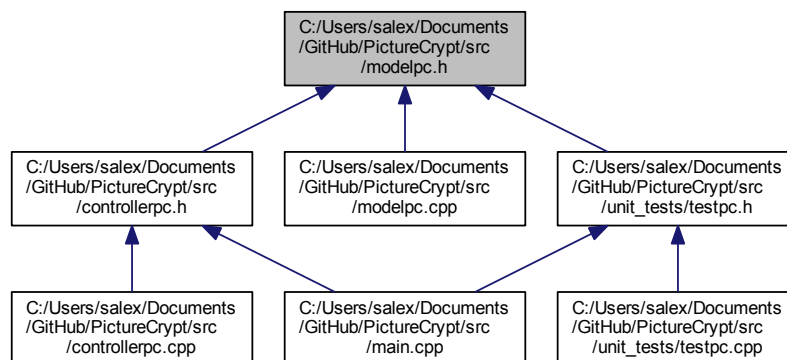 C:/Users/salex/Documents
/GitHub/PictureCrypt/src
/modelpc.h
C:/Users/salex/Documents
/GitHub/PictureCrypt/src
/controllerpc.h
C:/Users/salex/Documents
/GitHub/PictureCrypt/src
/modelpc.cpp
C:/Users/salex/Documents
/GitHub/PictureCrypt/src
/unit_tests/testpc.h
C:/Users/salex/Documents
/GitHub/PictureCrypt/src
/controllerpc.cpp
C:/Users/salex/Documents
/GitHub/PictureCrypt/src
/main.cpp
C:/Users/salex/Documents
/GitHub/PictureCrypt/src
/unit_tests/testpc.cpp